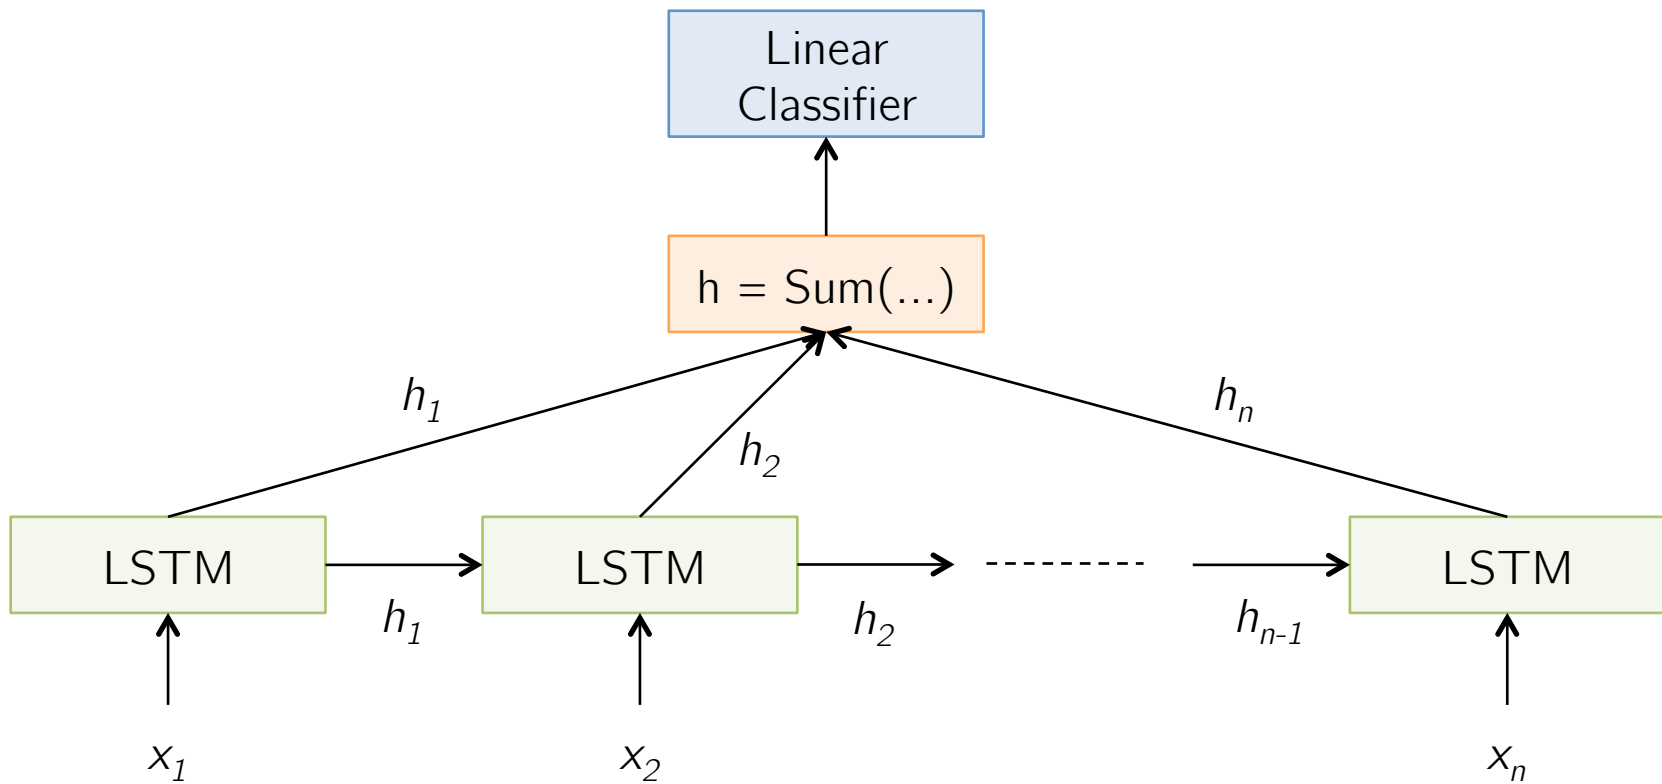 Linear
Classifier
h = Sum(...)
h₁
hₙ
h₂
LSTM
LSTM
LSTM
h₁
h₂
hₙ₋₁
x₁
x₂
xₙ